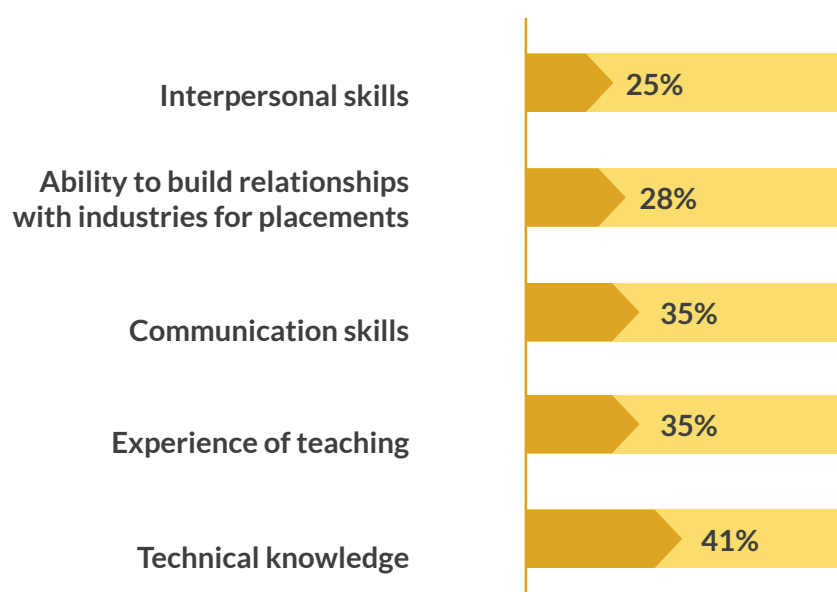 Interpersonal skills
25%
Ability to build relationships
with industries for placements
28%
Communication skills
35%
Experience of teaching
35%
Technical knowledge
41%